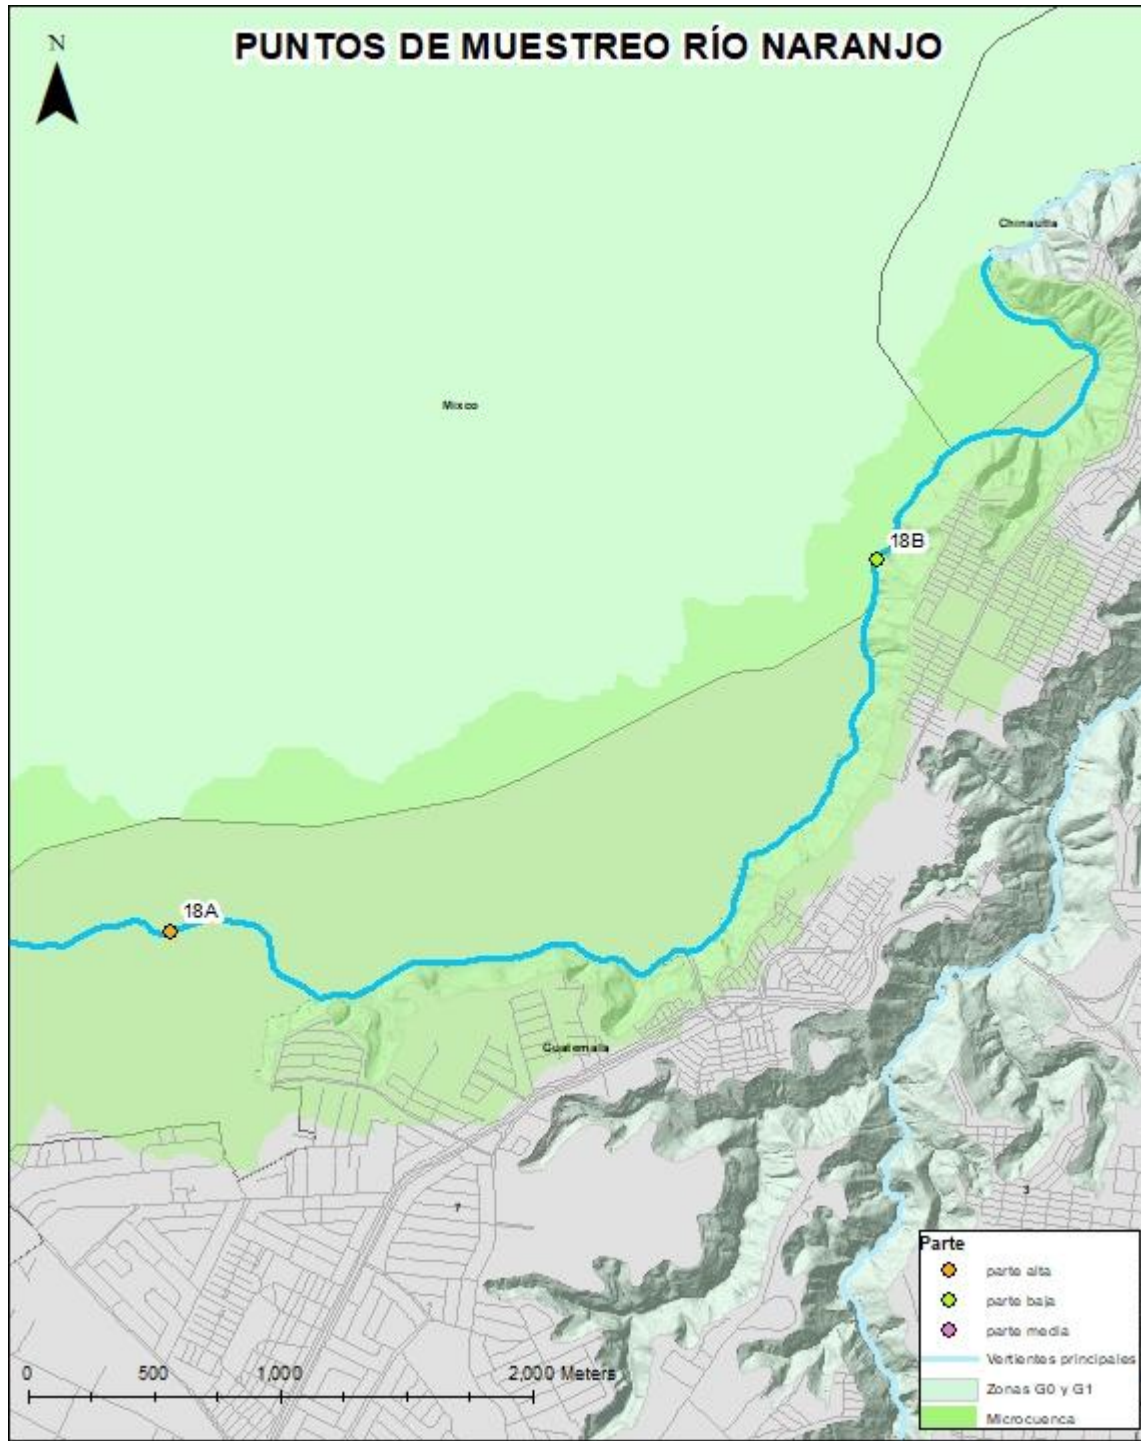 N
PUNTOS DE MUESTREO RÍO NARANJO
Chinautla
Mixco
18B
18A
Guatemala
7
3
0 500 1,000 2,000 Meters
Parte
parte alta
parte baja
parte media
Vertientes principales
Zonas G0 y G1
Microcuenca